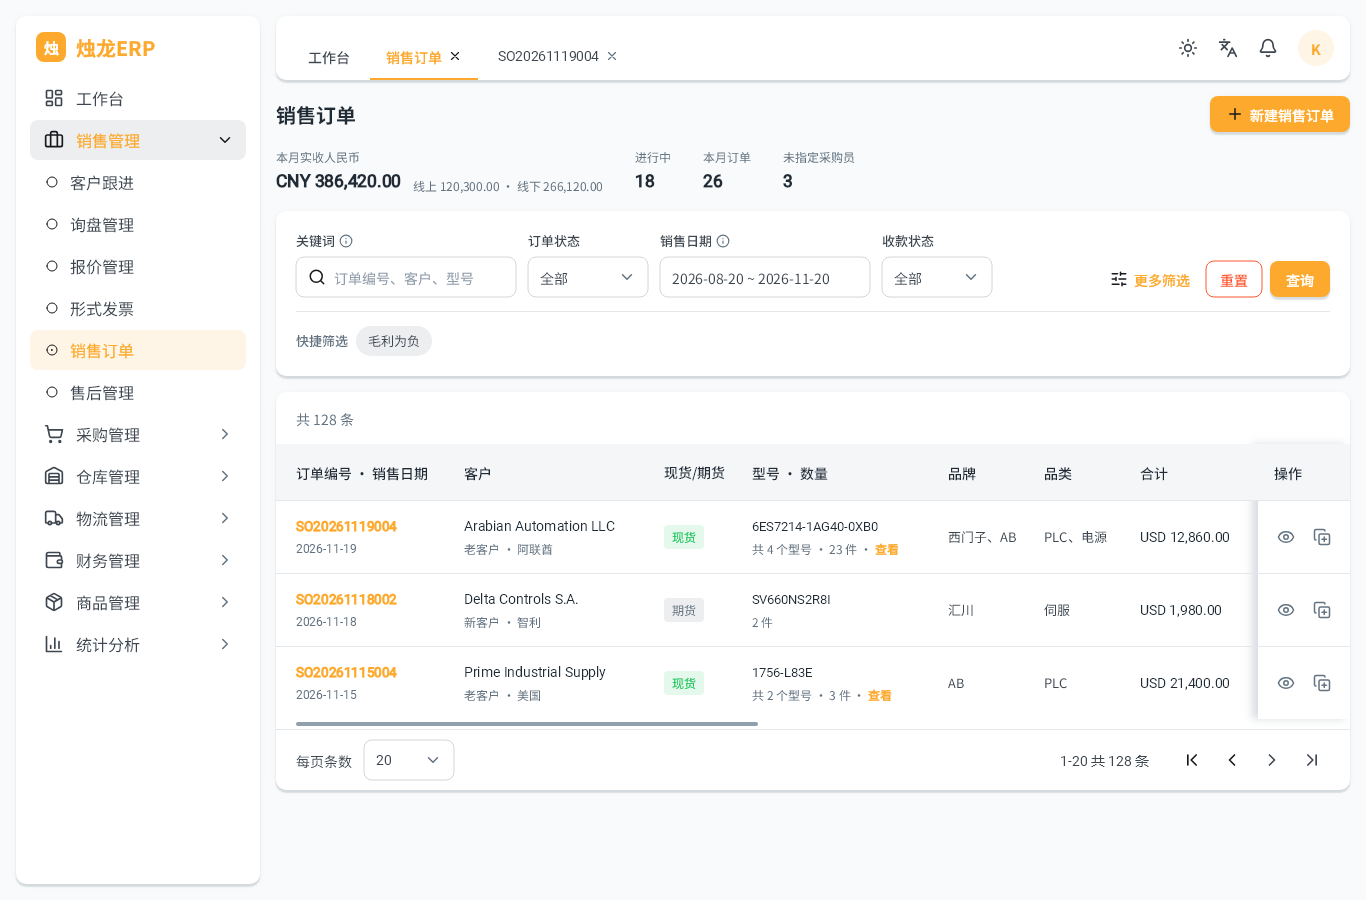 烛 烛龙ERP
工作台
销售管理
客户跟进
询盘管理
报价管理
形式发票
销售订单
售后管理
采购管理
仓库管理
物流管理
财务管理
商品管理
统计分析
工作台 销售订单 SO20261119004 K
销售订单 新建销售订单
本月实收人民币 进行中 本月订单 未指定采购员
CNY 386,420.00 线上 120,300.00 • 线下 266,120.00 18 26 3
关键词 订单状态 销售日期 收款状态
订单编号、客户、型号 全部 2026-08-20 ~ 2026-11-20 全部 更多筛选 重置 查询
快捷筛选 毛利为负
共 128 条
订单编号 • 销售日期 客户 现货/期货 型号 • 数量 品牌 品类 合计 操作
SO20261119004 Arabian Automation LLC 现货 6ES7214-1AG40-0XB0 西门子、AB PLC、电源 USD 12,860.00
2026-11-19 老客户 • 阿联酋 共 4 个型号 • 23 件 • 查看
SO20261118002 Delta Controls S.A. 期货 SV660NS2R8I 汇川 伺服 USD 1,980.00
2026-11-18 新客户 • 智利 2 件
SO20261115004 Prime Industrial Supply 现货 1756-L83E AB PLC USD 21,400.00
2026-11-15 老客户 • 美国 共 2 个型号 • 3 件 • 查看
每页条数 20 1-20 共 128 条